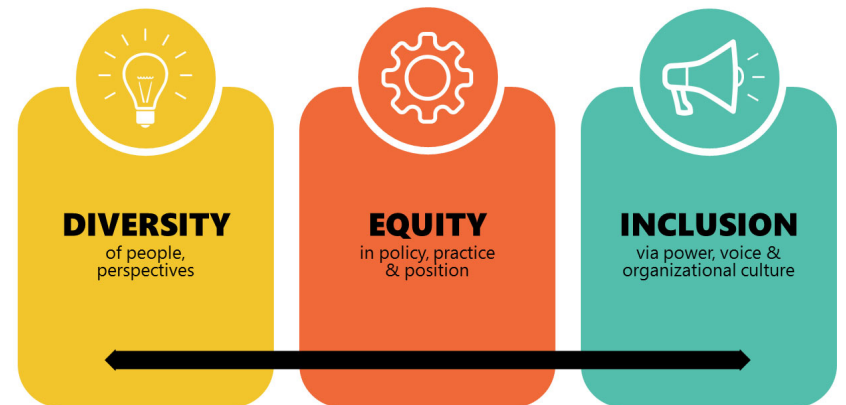 DIVERSITY
of people,
perspectives
EQUITY
in policy, practice
& position
INCLUSION
via power, voice &
organizational culture